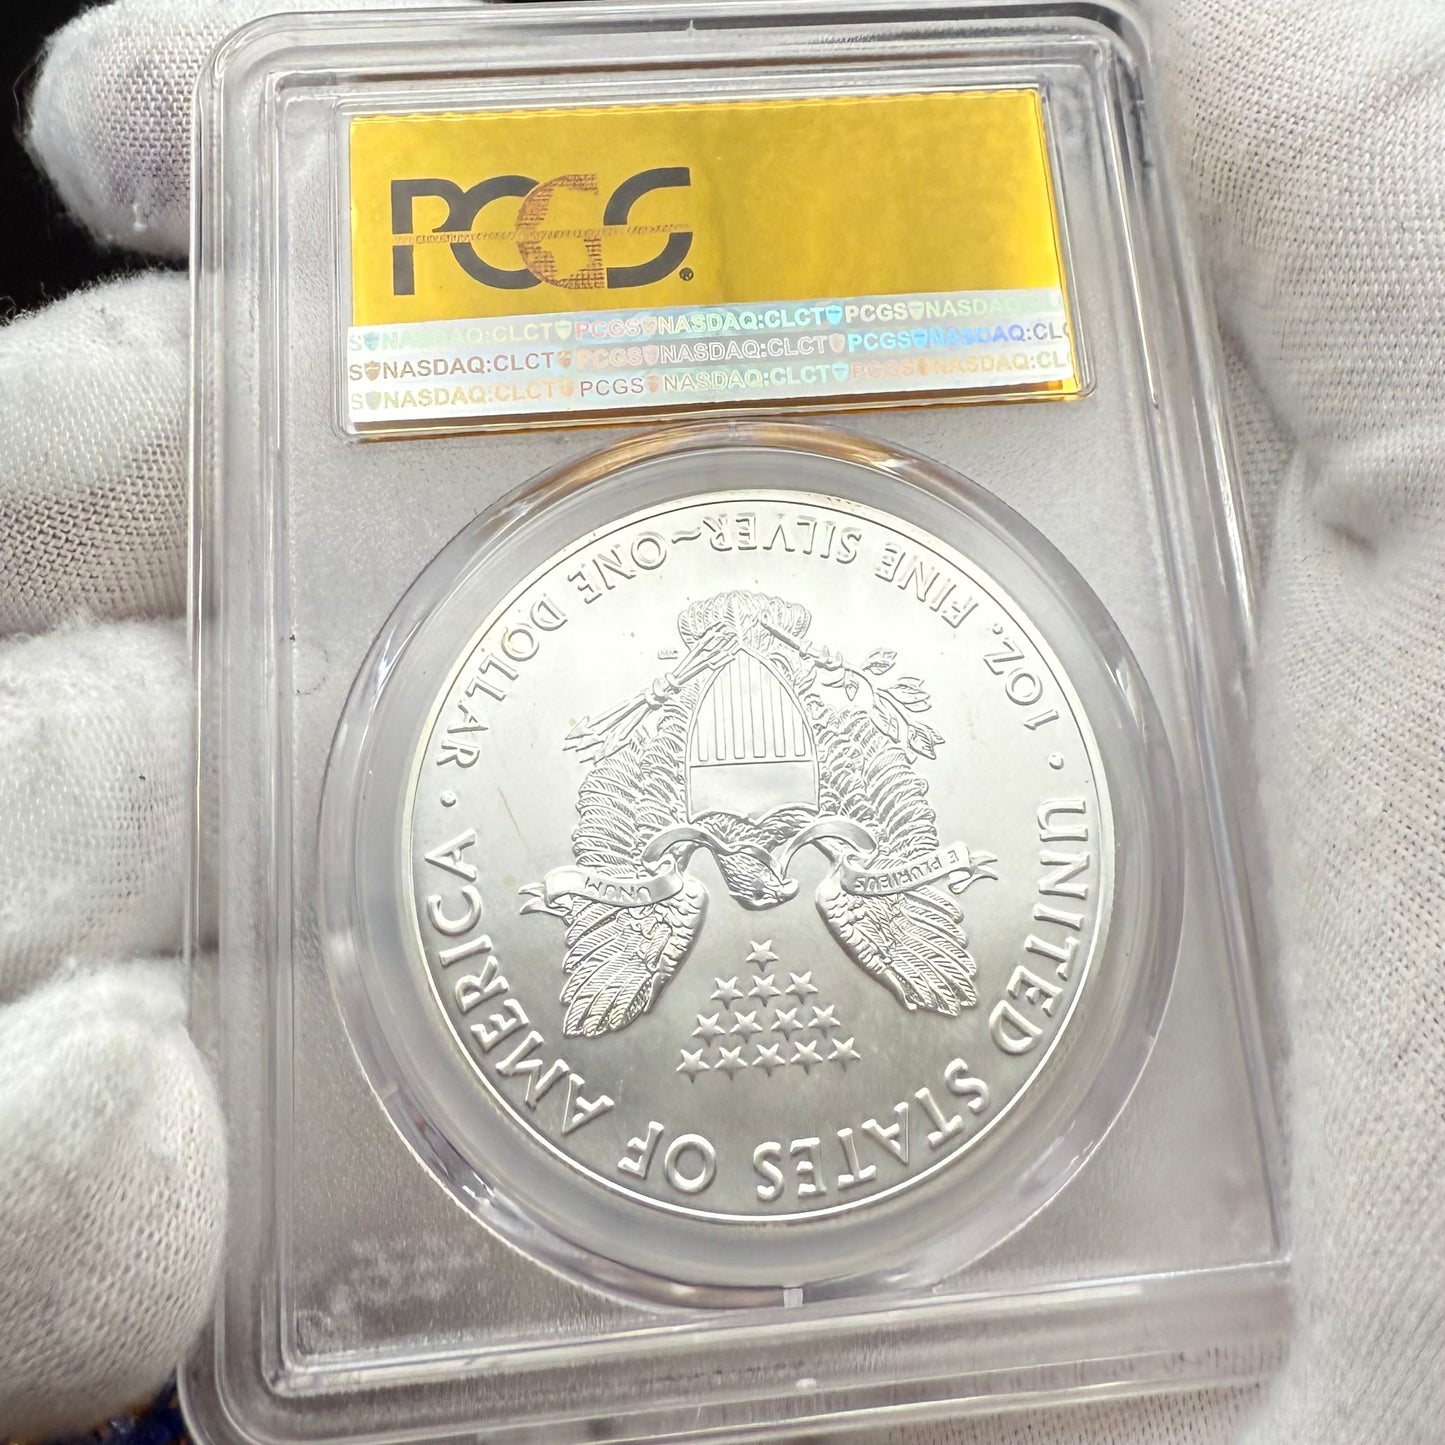 PCGS®
S NASDAQ:CLCT PCGS NASDAQ:CLCT PCGS NASDAQ:CL
S NASDAQ:CLCT PCGS NASDAQ:CLCT PCGS NASDAQ:CLC
S NASDAQ:CLCT PCGS NASDAQ:CLCT PCGS NASDAQ:CL
UNITED STATES OF AMERICA
1 OZ. FINE SILVER~ONE DOLLAR
E PLURIBUS UNUM